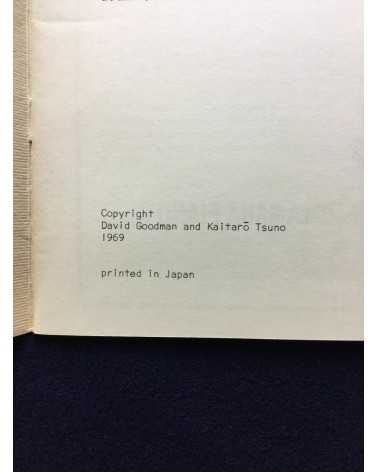 Copyright
David Goodman and Kaitarō Tsuno
1969
printed in Japan